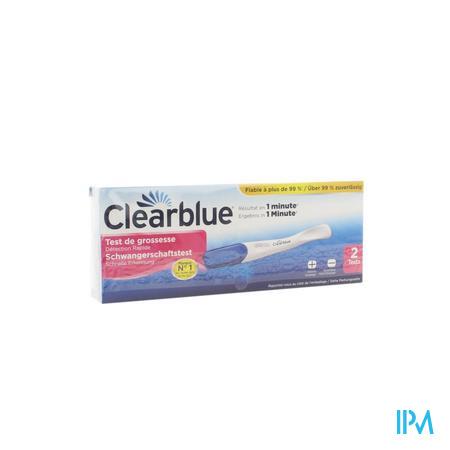 Fiable à plus de 99 % / Über 99 % zuverlässig
Clearblue
Résultat en 1 minute
Ergebnis in 1 Minute
Test de grossesse
Détection Rapide
Schwangerschaftstest
Schnelle Erkennung
N°1
Clearblue
2
Tests
IPM